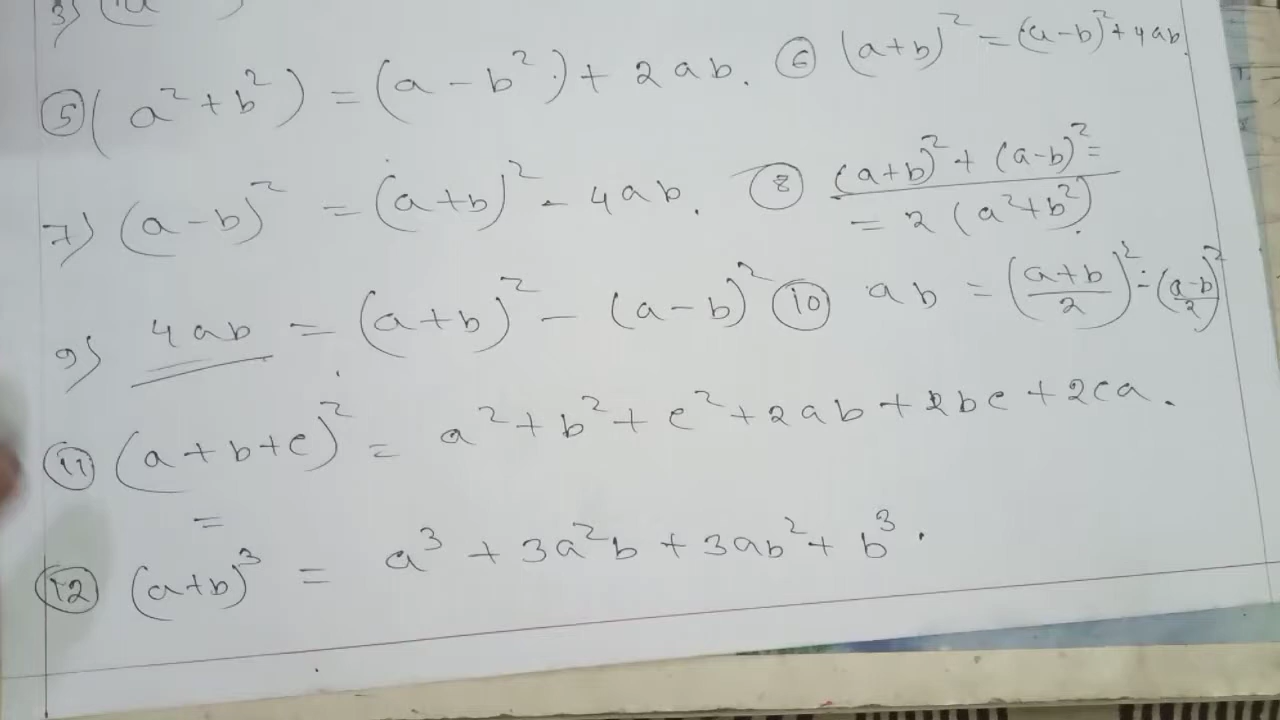 3)
⑤ (a² + b²) = (a - b².) + 2ab. ⑥ (a+b)² = (a-b)² + 4ab.
7) (a-b)² = (a+b)² - 4ab. ⑧ (a+b)² + (a-b)² =
= 2 (a²+b²)
9) 4ab = (a+b)² - (a-b)² ⑩ ab = ((a+b)/2)² - ((a-b)/2)²
⑪ (a+b+c)² = a² + b² + c² + 2ab + 2bc + 2ca.
=
⑫ (a+b)³ = a³ + 3a²b + 3ab² + b³.